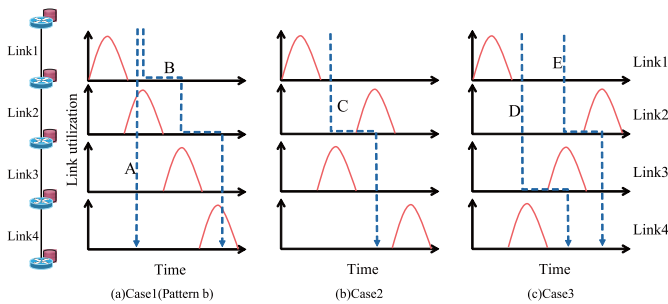 Link1
Link2
Link3
Link4
Link utilization
A
B
C
D
E
Link1
Link2
Link3
Link4
Time
Time
Time
(a)Case1(Pattern b)
(b)Case2
(c)Case3